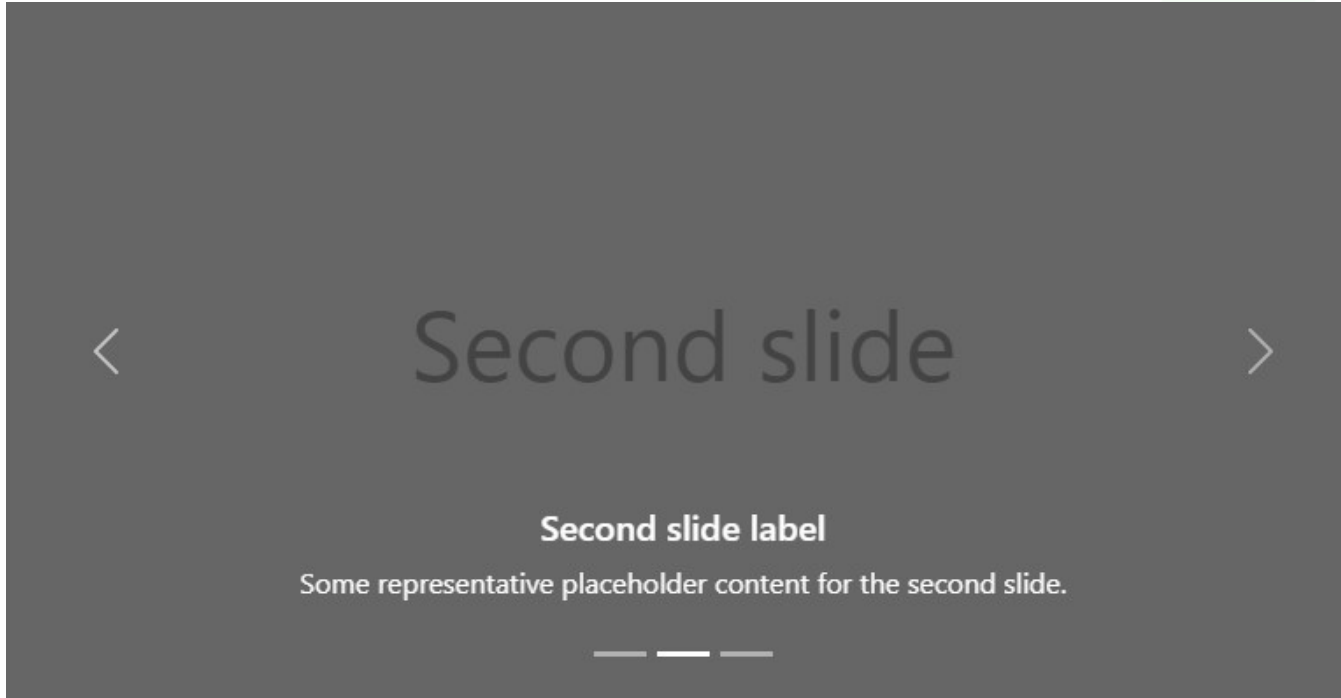 Second slide
Second slide label
Some representative placeholder content for the second slide.